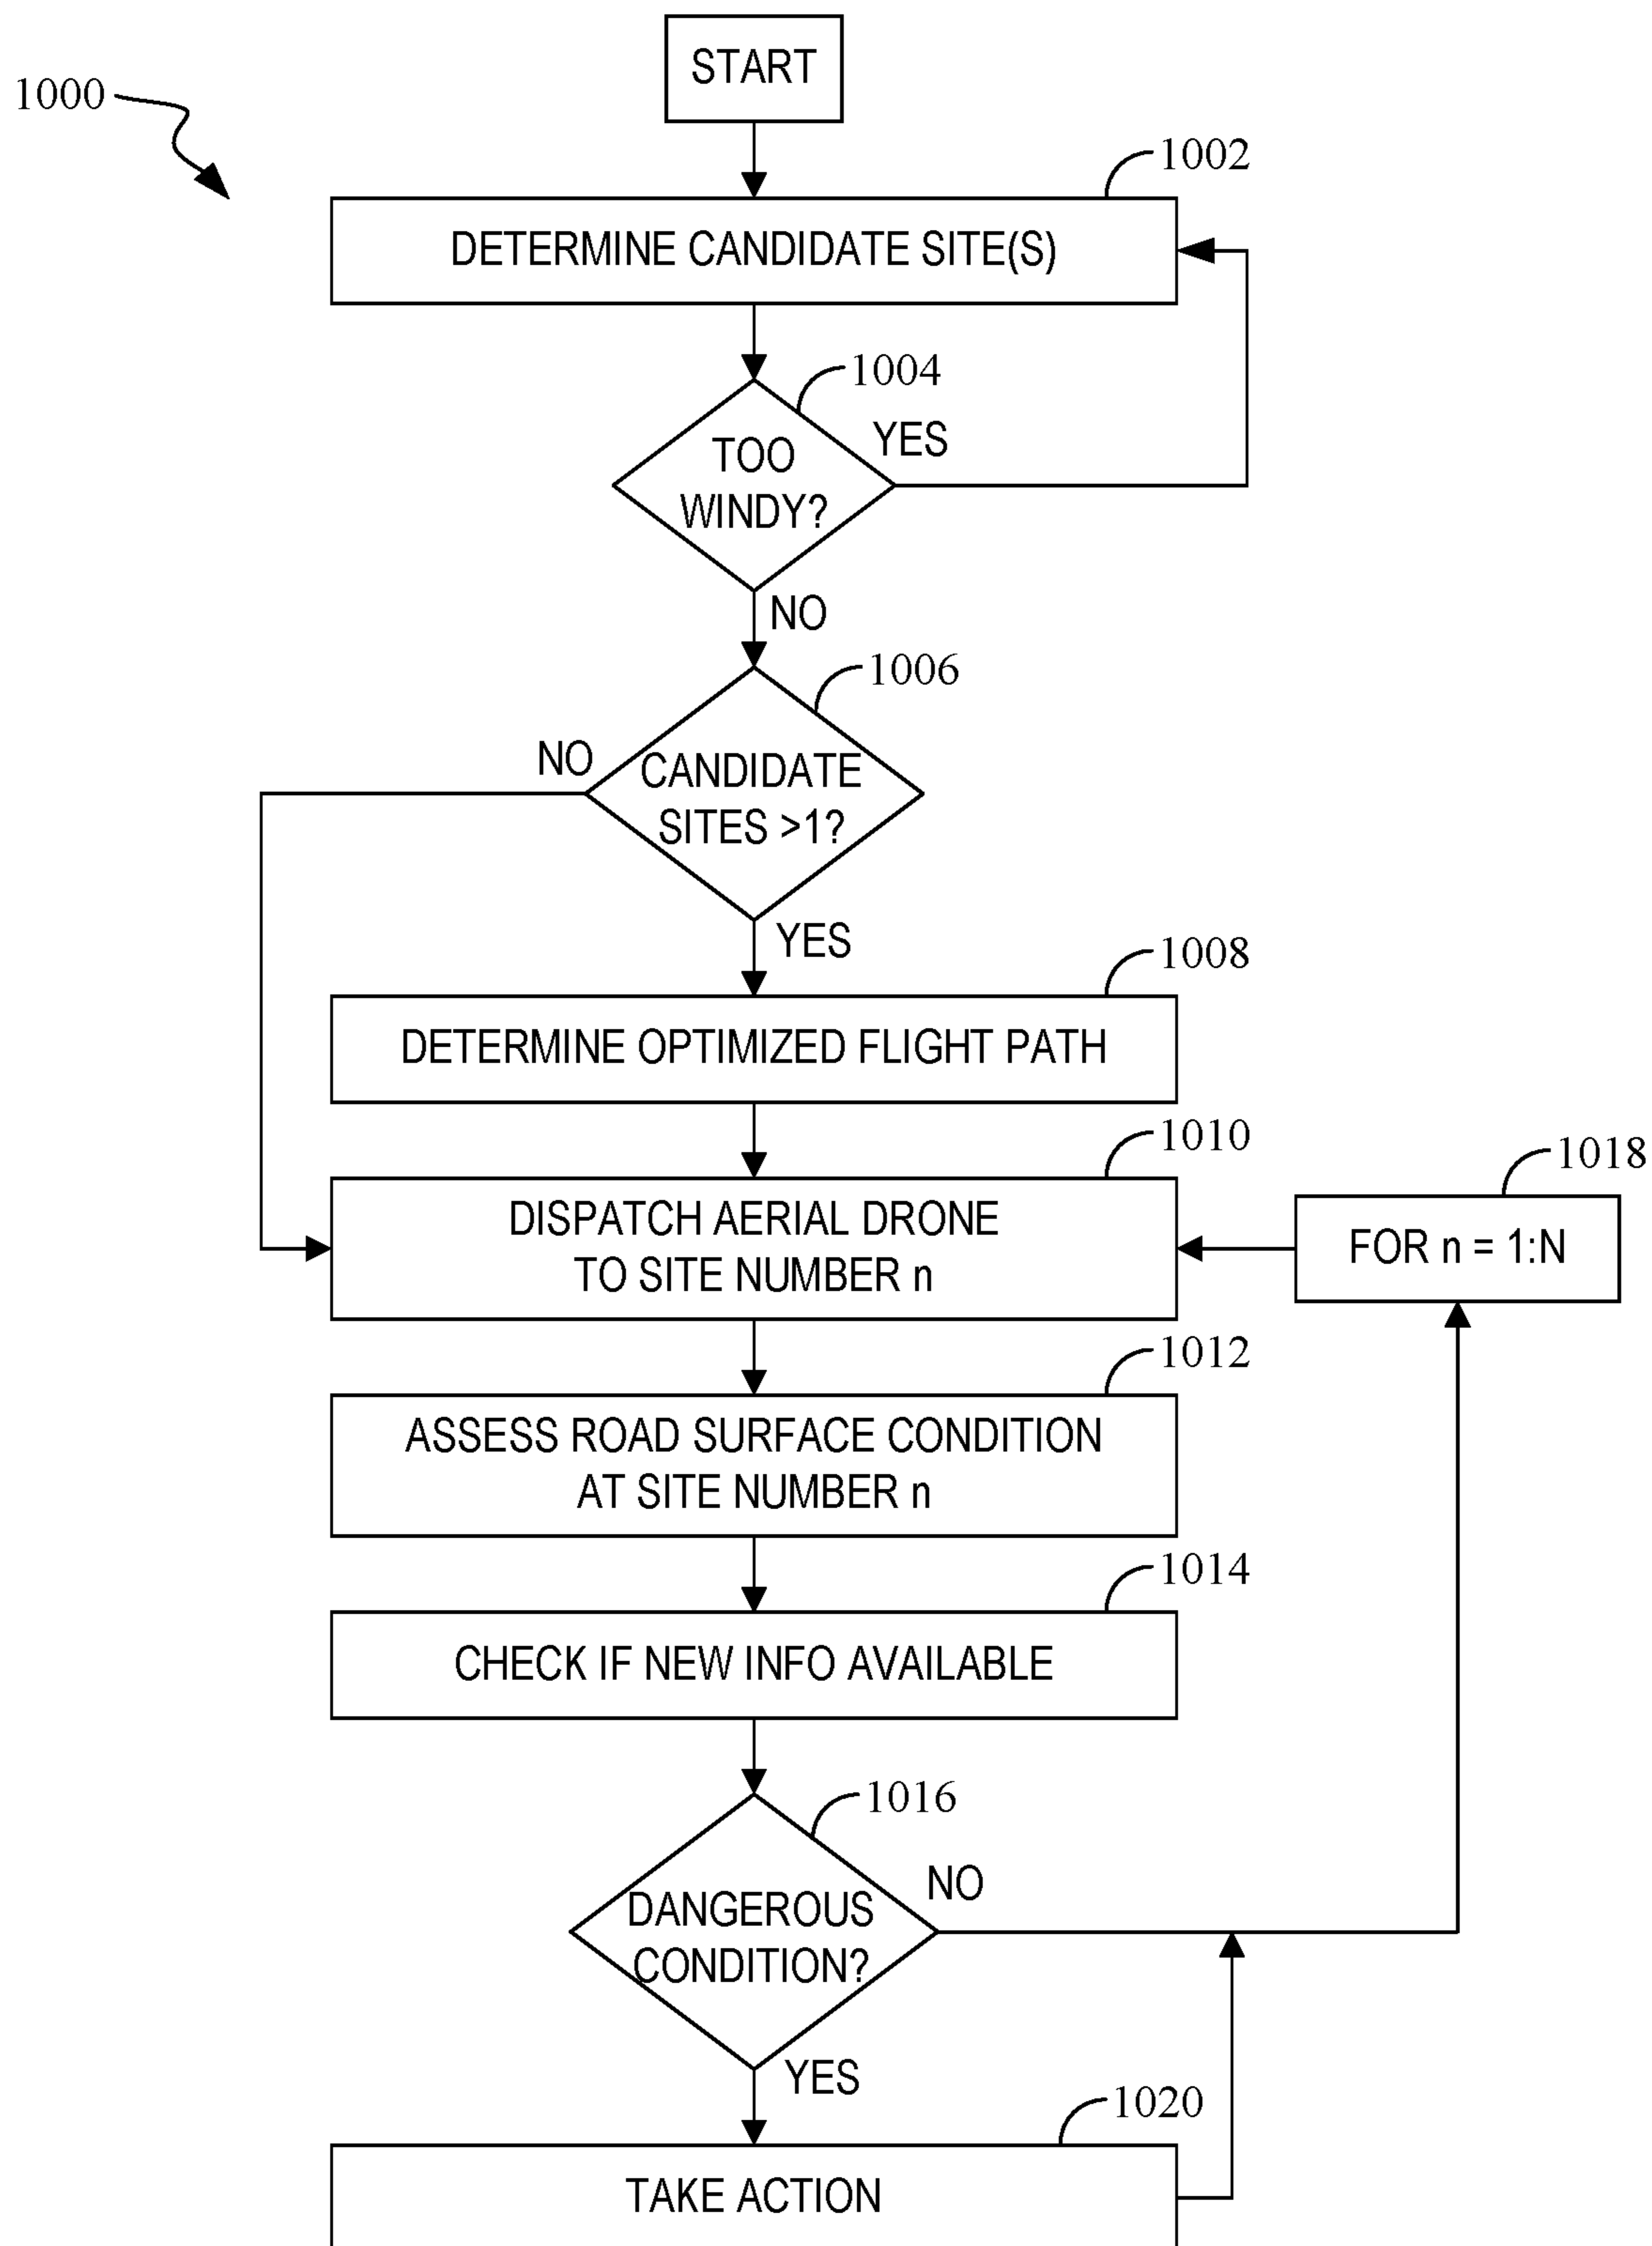 START
1000
1002
DETERMINE CANDIDATE SITE(S)
1004
YES
TOO
WINDY?
NO
1006
NO
CANDIDATE
SITES >1?
YES
1008
DETERMINE OPTIMIZED FLIGHT PATH
1010
1018
DISPATCH AERIAL DRONE
TO SITE NUMBER n
FOR n = 1:N
1012
ASSESS ROAD SURFACE CONDITION
AT SITE NUMBER n
1014
CHECK IF NEW INFO AVAILABLE
1016
NO
DANGEROUS
CONDITION?
YES
1020
TAKE ACTION